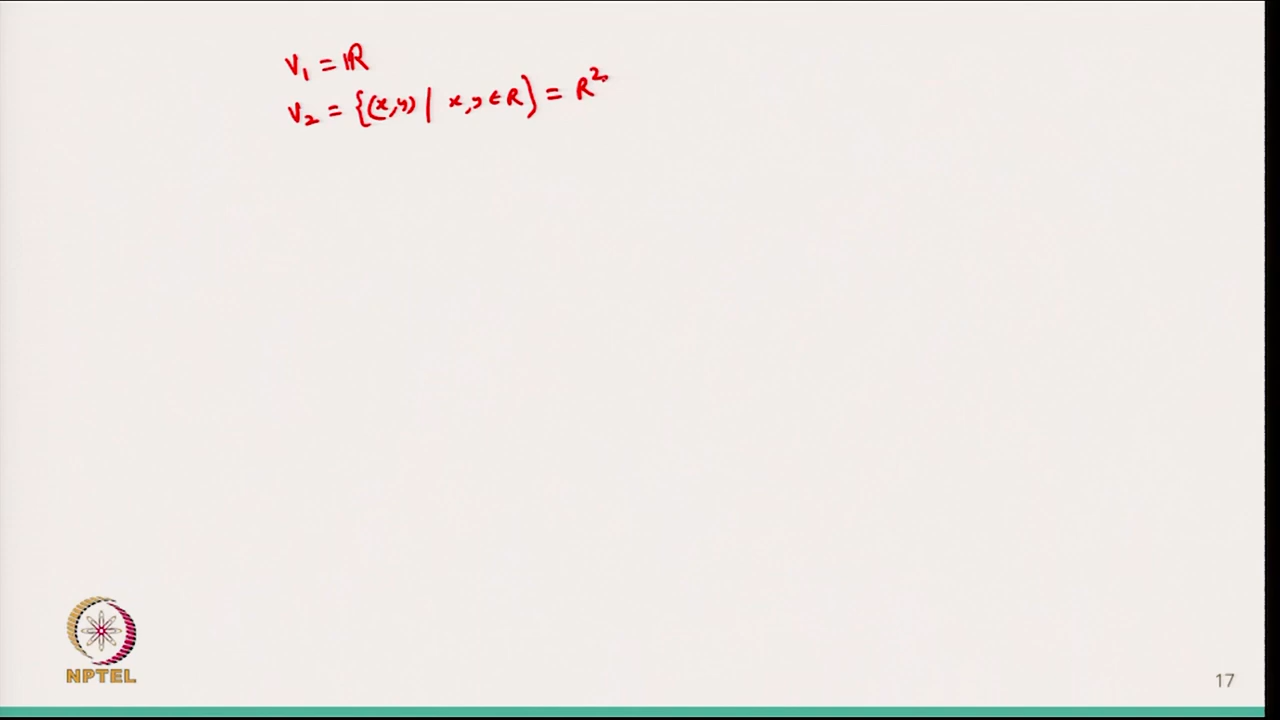 V₁ = ℝ
V₂ = {(x,y) | x,y ∈ R} = R²
NPTEL
17